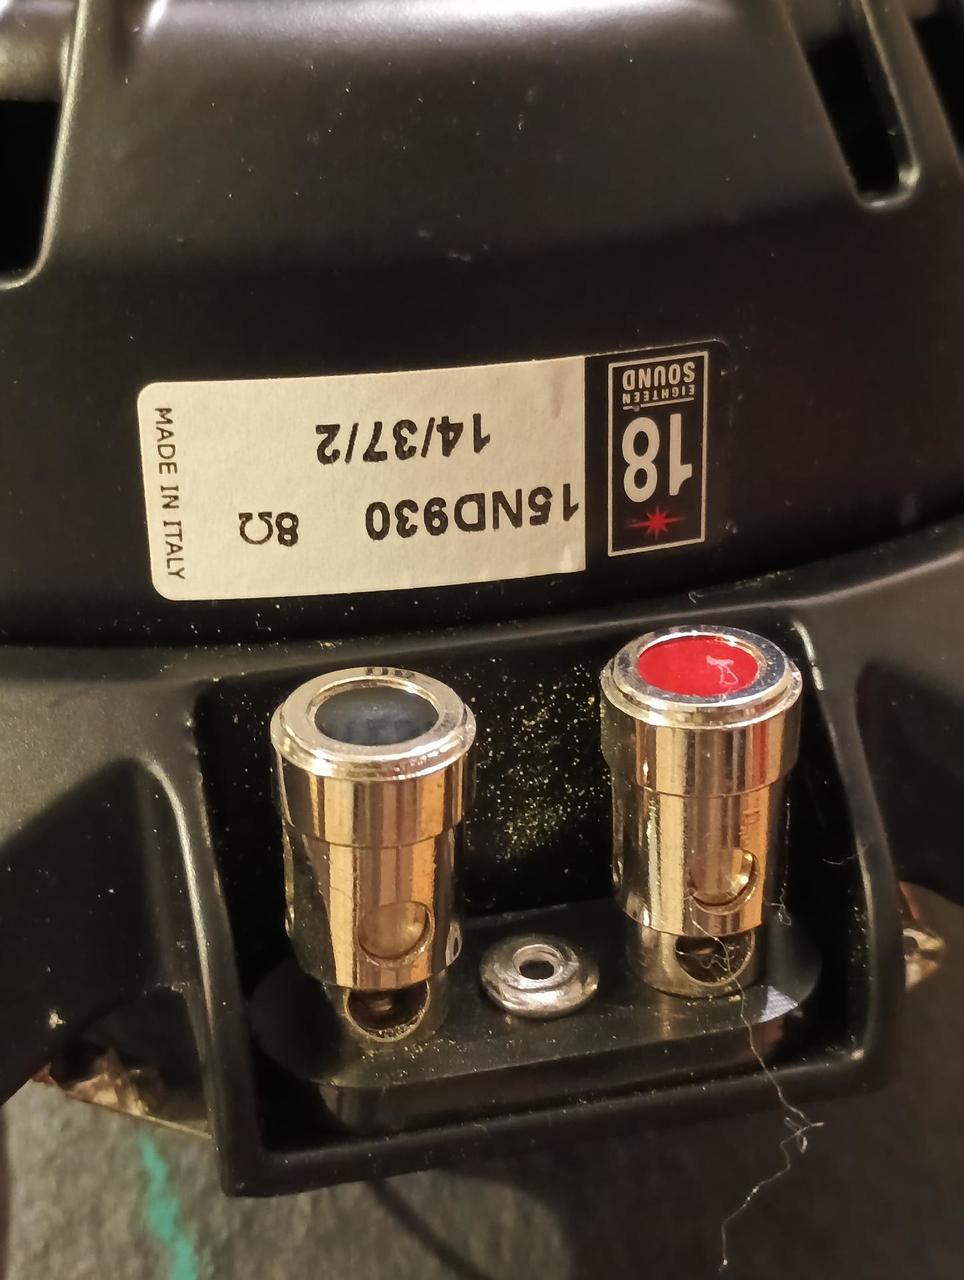 18
EIGHTEEN
SOUND
15ND930 8Ω
14/37/2
MADE IN ITALY